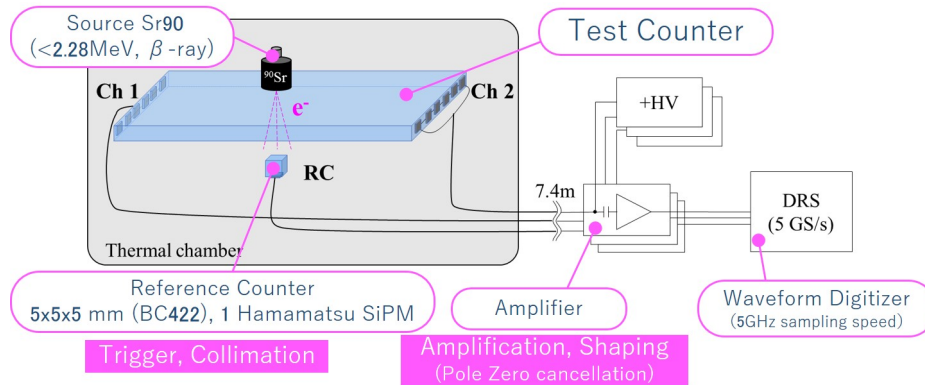 Source Sr90
(<2.28MeV, β-ray)
Test Counter
⁹⁰Sr
Ch 1
Ch 2
e⁻
+HV
RC
7.4m
DRS
(5 GS/s)
Thermal chamber
Reference Counter
5x5x5 mm (BC422), 1 Hamamatsu SiPM
Amplifier
Waveform Digitizer
(5GHz sampling speed)
Trigger, Collimation
Amplification, Shaping
(Pole Zero cancellation)